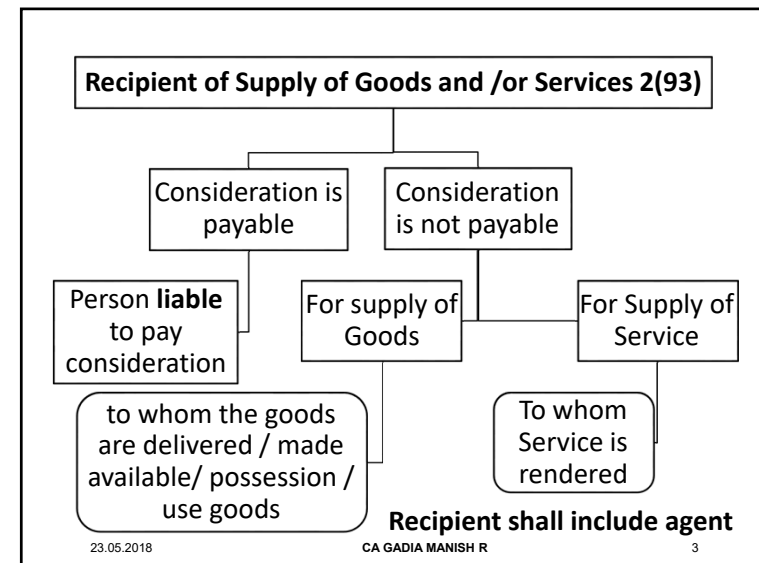 Recipient of Supply of Goods and /or Services 2(93)
Consideration is
payable
Consideration
is not payable
Person liable
to pay
consideration
For supply of
Goods
For Supply of
Service
to whom the goods
are delivered / made
available/ possession /
use goods
To whom
Service is
rendered
Recipient shall include agent
23.05.2018
CA GADIA MANISH R
3